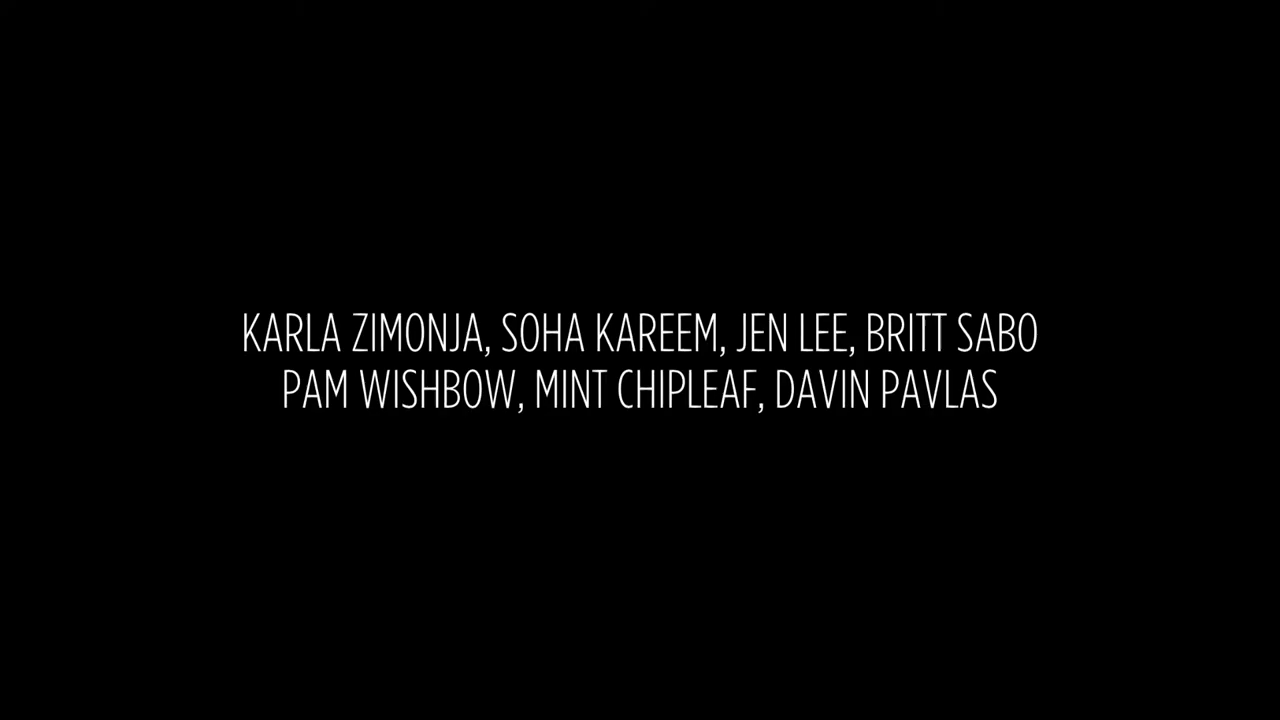 KARLA ZIMONJA, SOHA KAREEM, JEN LEE, BRITT SABO
PAM WISHBOW, MINT CHIPLEAF, DAVIN PAVLAS